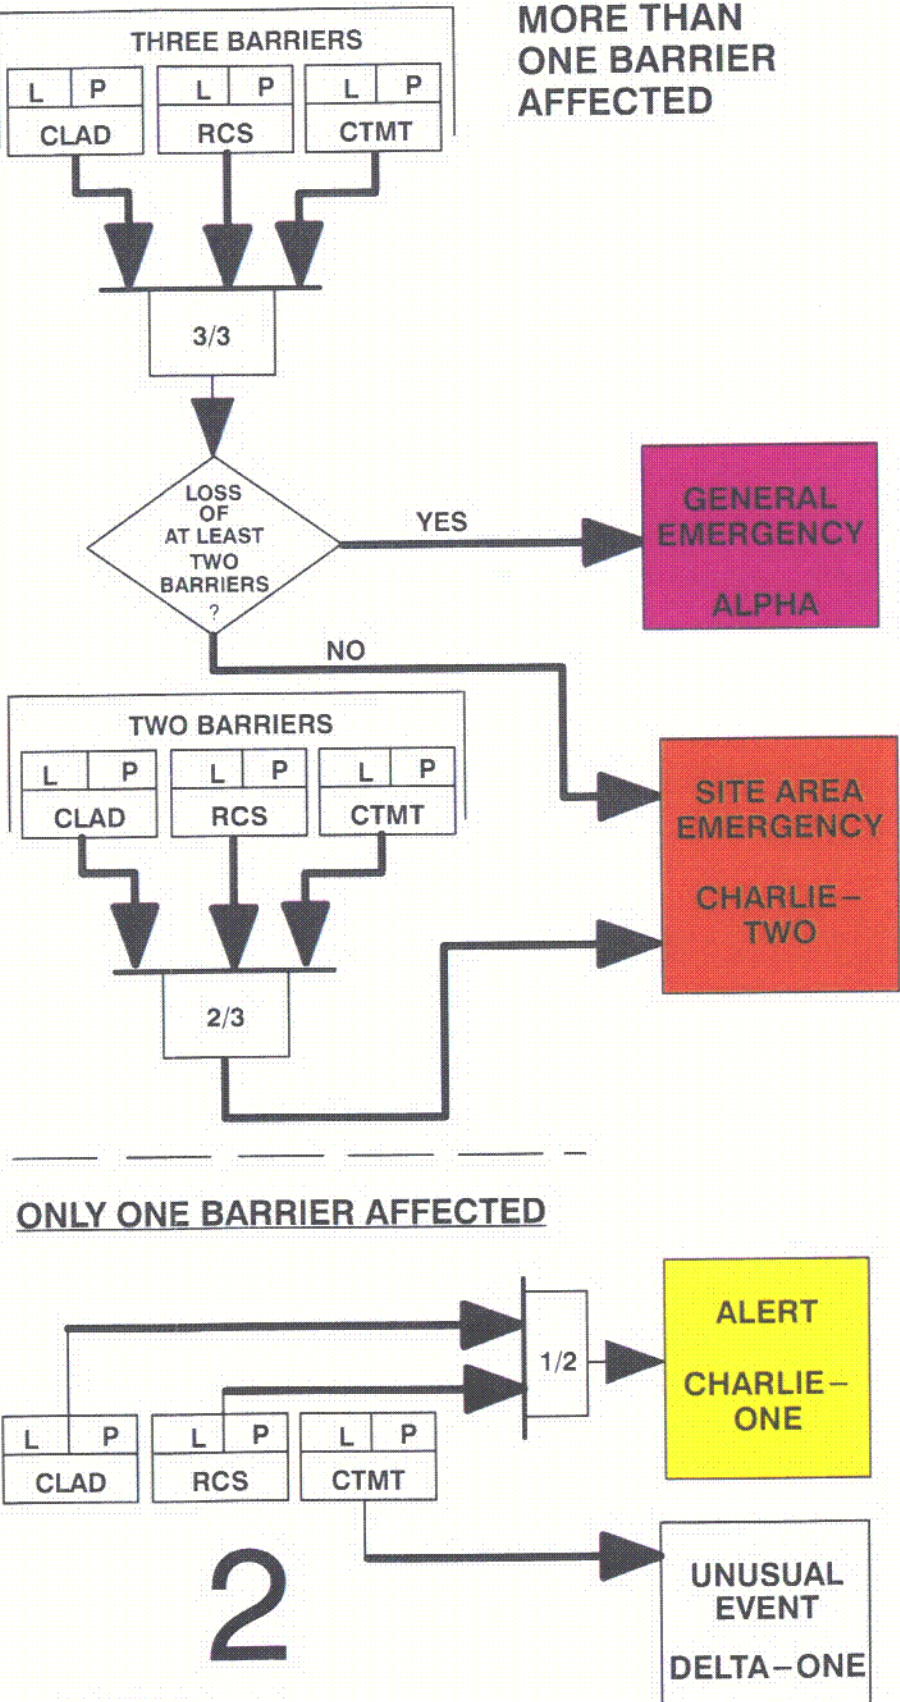 MORE THAN
ONE BARRIER
AFFECTED
THREE BARRIERS
L P
CLAD
L P
RCS
L P
CTMT
3/3
LOSS
OF
AT LEAST
TWO
BARRIERS
?
YES
GENERAL
EMERGENCY
ALPHA
NO
TWO BARRIERS
L P
CLAD
L P
RCS
L P
CTMT
2/3
SITE AREA
EMERGENCY
CHARLIE–
TWO
ONLY ONE BARRIER AFFECTED
1/2
ALERT
CHARLIE–
ONE
L P
CLAD
L P
RCS
L P
CTMT
2
UNUSUAL
EVENT
DELTA–ONE